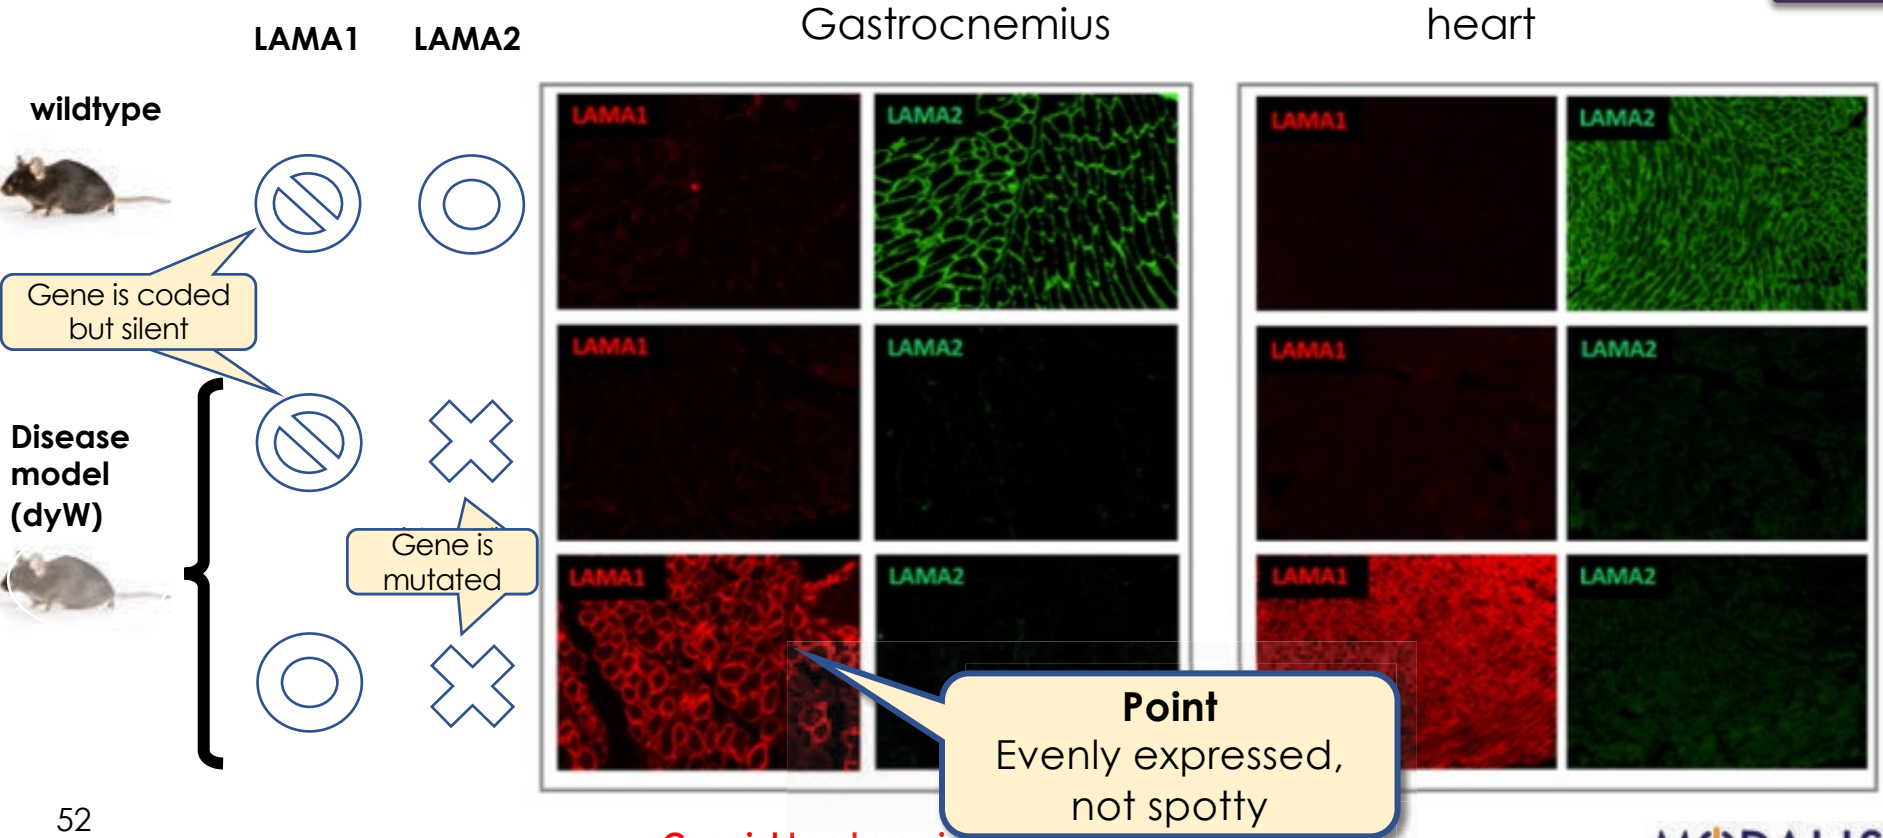 Gastrocnemius
heart
LAMA1
LAMA2
wildtype
LAMA1
LAMA2
LAMA1
LAMA2
Gene is coded
but silent
LAMA1
LAMA2
LAMA1
LAMA2
Disease
model
(dyW)
Gene is
mutated
LAMA1
LAMA2
LAMA1
LAMA2
Point
Evenly expressed,
not spotty
52